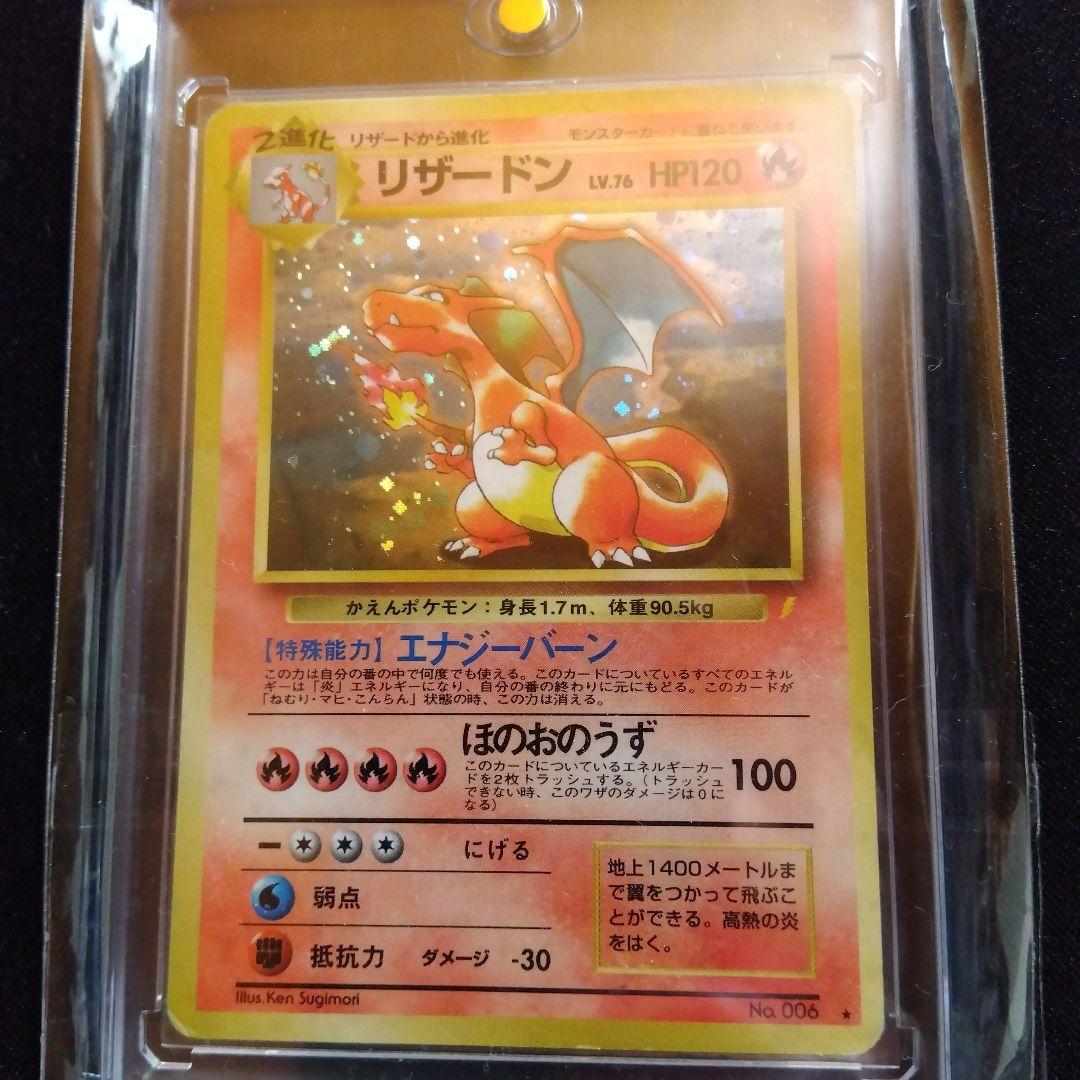 2進化 リザードから進化 モンスターカードに重ねて使います。
リザードン LV.76 HP120
かえんポケモン：身長1.7m、体重90.5kg
【特殊能力】エナジーバーン
この力は自分の番の中で何度でも使える。このカードについているすべてのエネル
ギーは「炎」エネルギーになり、自分の番の終わりに元にもどる。このカードが
「ねむり・マヒ・こんらん」状態の時、この力は消える。
ほのおのうず
このカードについているエネルギーカー
ドを2枚トラッシュする。（トラッシュ
できない時、このワザのダメージは0に
なる）
100
にげる
弱点
抵抗力 ダメージ -30
地上1400メートルま
で翼をつかって飛ぶこ
とができる。高熱の炎
をはく。
Illus.Ken Sugimori
No.006 ★